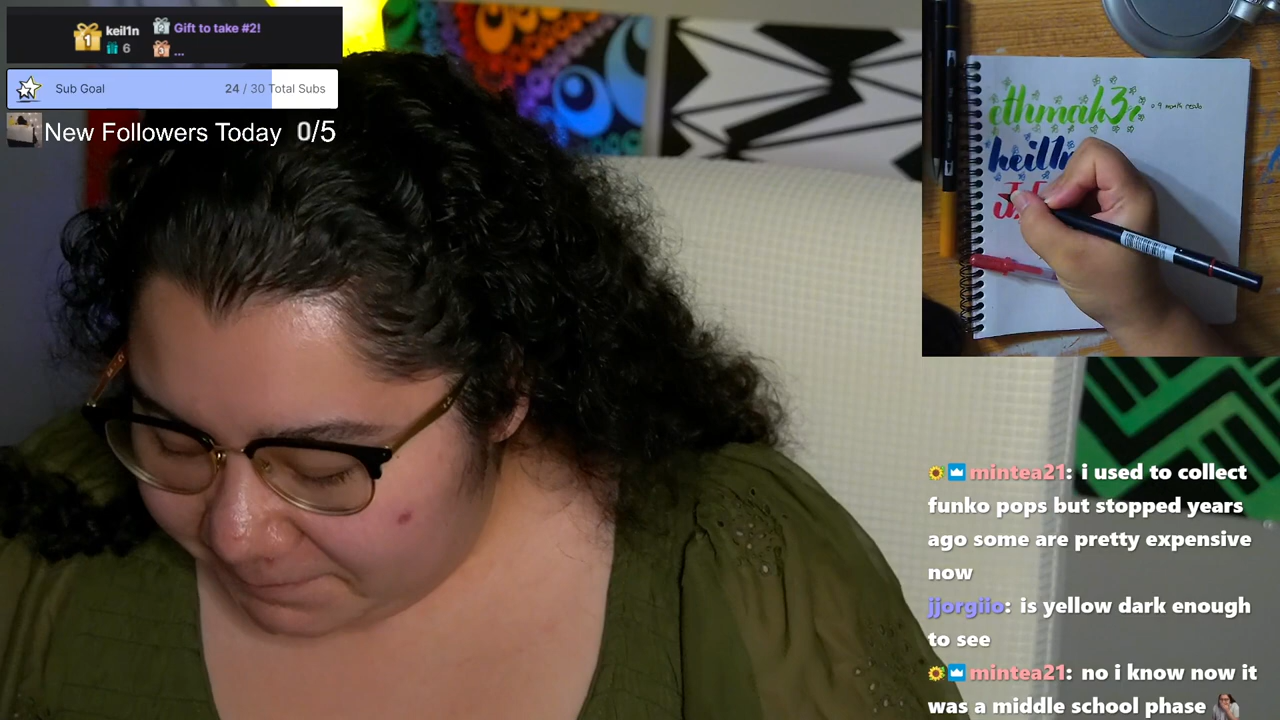 keil1n
6
Gift to take #2!
...
Sub Goal
24 / 30 Total Subs
New Followers Today 0/5
thmak3r
keil1n
mintea21: i used to collect
funko pops but stopped years
ago some are pretty expensive
now
jjorgiio: is yellow dark enough
to see
mintea21: no i know now it
was a middle school phase